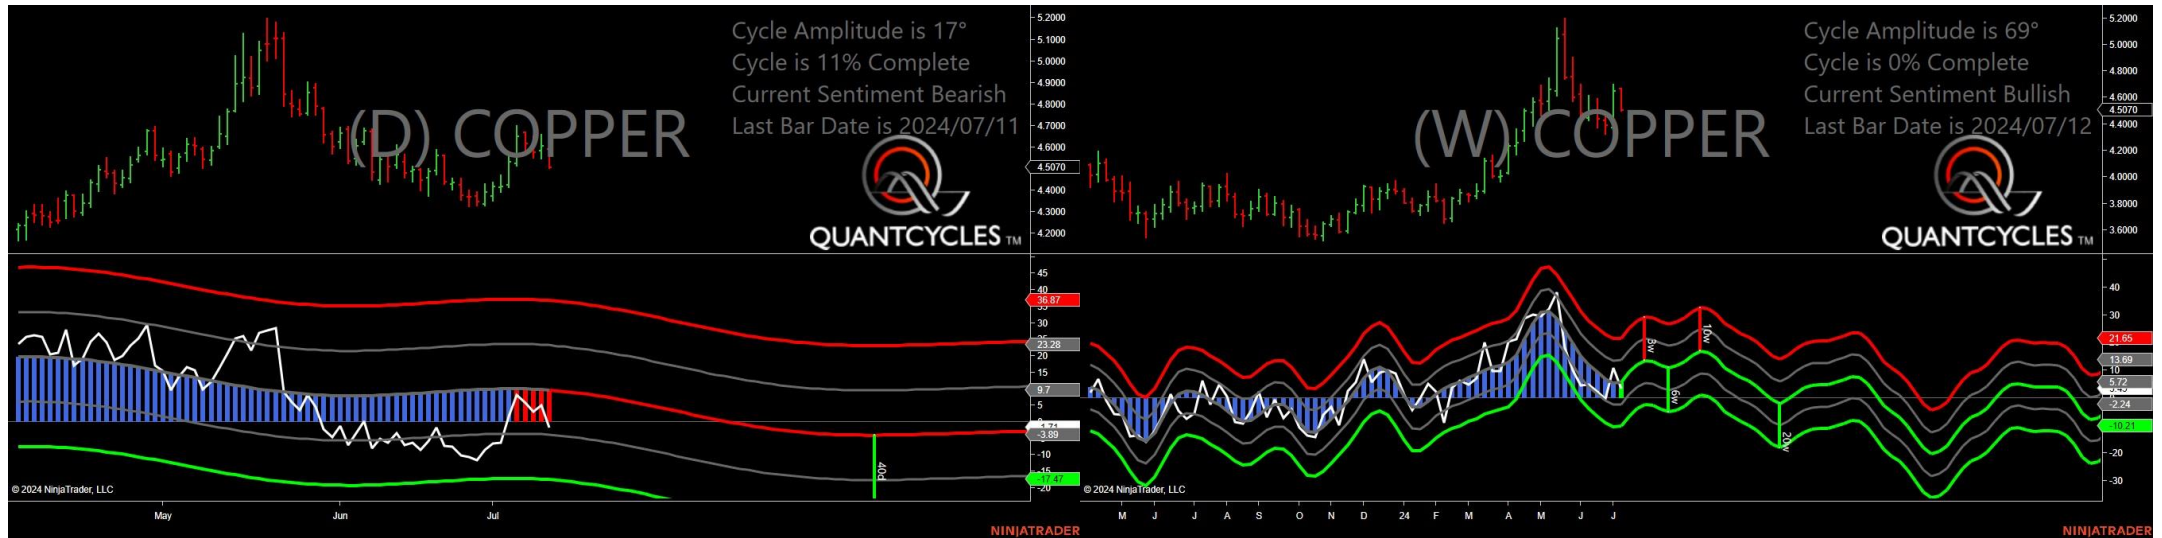 Cycle Amplitude is 17°
Cycle is 11% Complete
Current Sentiment Bearish
Last Bar Date is 2024/07/11
(D) COPPER
QUANTCYCLES TM
5.2000
5.1000
5.0000
4.9000
4.8000
4.7000
4.6000
4.5070
4.4000
4.3000
4.2000
45
36.87
30
23.28
20
15
9.7
5
-3.89
-10
-15
-17.47
-20
40d
© 2024 NinjaTrader, LLC
May
Jun
Jul
NINJATRADER
Cycle Amplitude is 69°
Cycle is 0% Complete
Current Sentiment Bullish
Last Bar Date is 2024/07/12
(W) COPPER
QUANTCYCLES TM
5.2000
5.0000
4.8000
4.6000
4.5070
4.4000
4.2000
4.0000
3.8000
3.6000
40
30
21.65
13.69
10
5.72
-2.24
-10.21
-20
-30
10w
6w
20w
© 2024 NinjaTrader, LLC
M
J
J
A
S
O
N
D
24
F
M
A
M
J
J
NINJATRADER